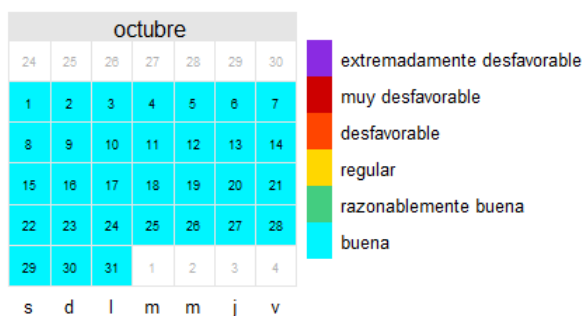 octubre
24 25 26 27 28 29 30
1 2 3 4 5 6 7
8 9 10 11 12 13 14
15 16 17 18 19 20 21
22 23 24 25 26 27 28
29 30 31 1 2 3 4
s d l m m j v
extremadamente desfavorable
muy desfavorable
desfavorable
regular
razonablemente buena
buena